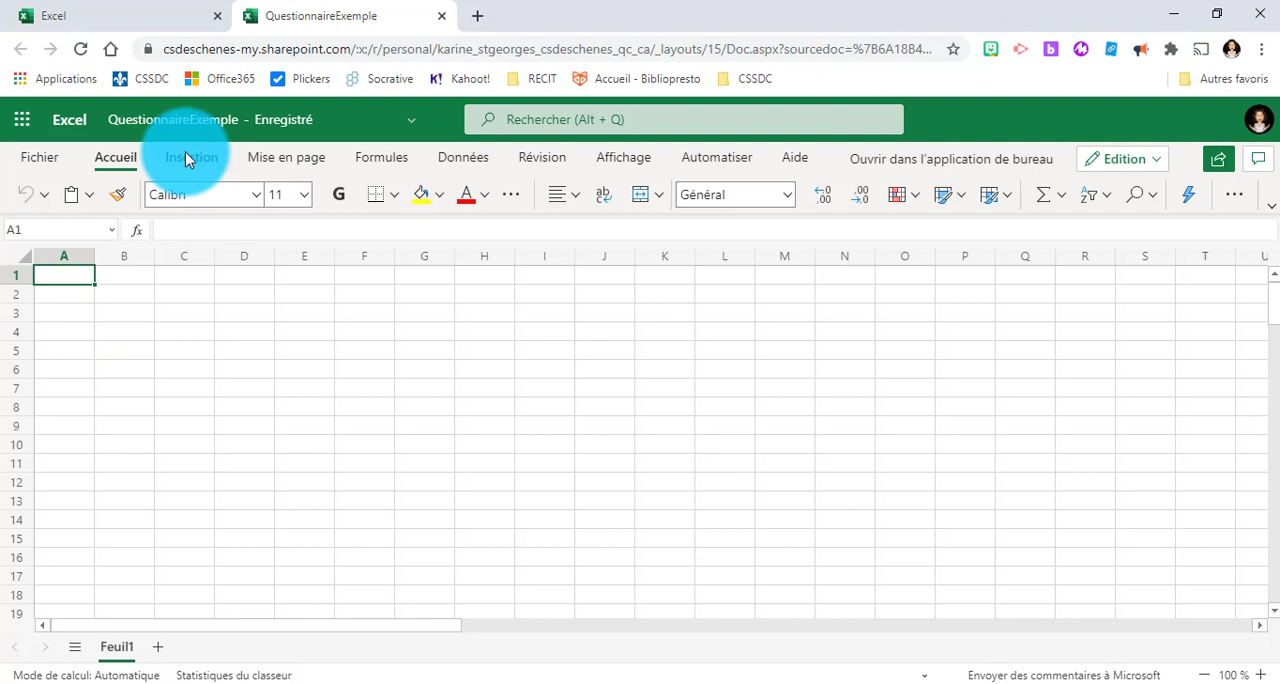 Excel
QuestionnaireExemple
csdeschenes-my.sharepoint.com/:x:/r/personal/karine_stgeorges_csdeschenes_qc_ca/_layouts/15/Doc.aspx?sourcedoc=%7B6A18B4...
Applications CSSDC Office365 Plickers Socrative Kahoot! RECIT Accueil - Bibliopresto CSSDC Autres favoris
Excel QuestionnaireExemple - Enregistré Rechercher (Alt + Q)
Fichier Accueil Insertion Mise en page Formules Données Révision Affichage Automatiser Aide Ouvrir dans l'application de bureau Edition
Calibri 11 G A ab Général
A1 fx
A B C D E F G H I J K L M N O P Q R S T U
1
2
3
4
5
6
7
8
9
10
11
12
13
14
15
16
17
18
19
Feuil1
Mode de calcul: Automatique Statistiques du classeur Envoyer des commentaires à Microsoft 100 %